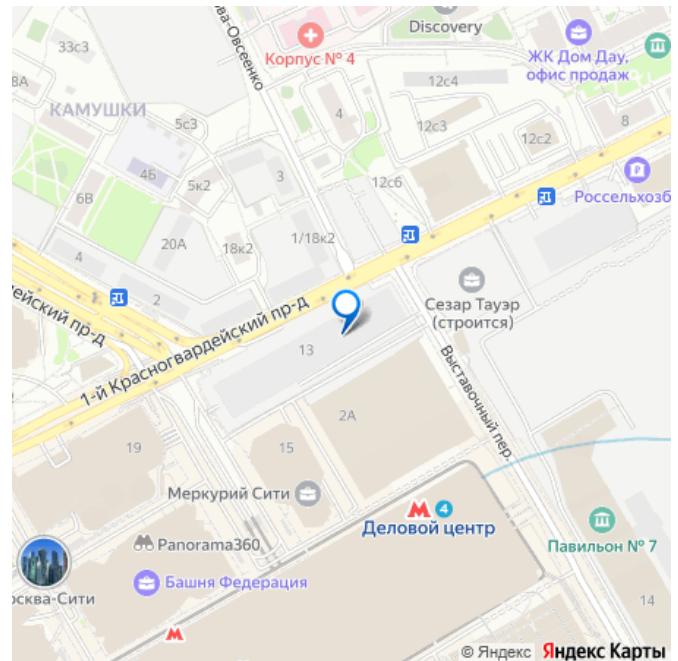 33с3
ова-Овсеенко
Discovery
Корпус № 4
ЖК Дом Дау,
офис продаж
8А
12с4
КАМУШКИ
5с3
4
12с3
12с2
8
4Б
5к2
3
12с6
6В
Россельхозб
20А
18к2
1/18к2
4
2
ейский пр-д
Сезар Тауэр
(строится)
1-й Красногвардейский пр-д
13
Выставочный пер.
2А
19
15
Меркурий Сити
4
Деловой центр
Panorama360
Павильон № 7
Башня Федерация
осква-Сити
14
© Яндекс Яндекс Карты